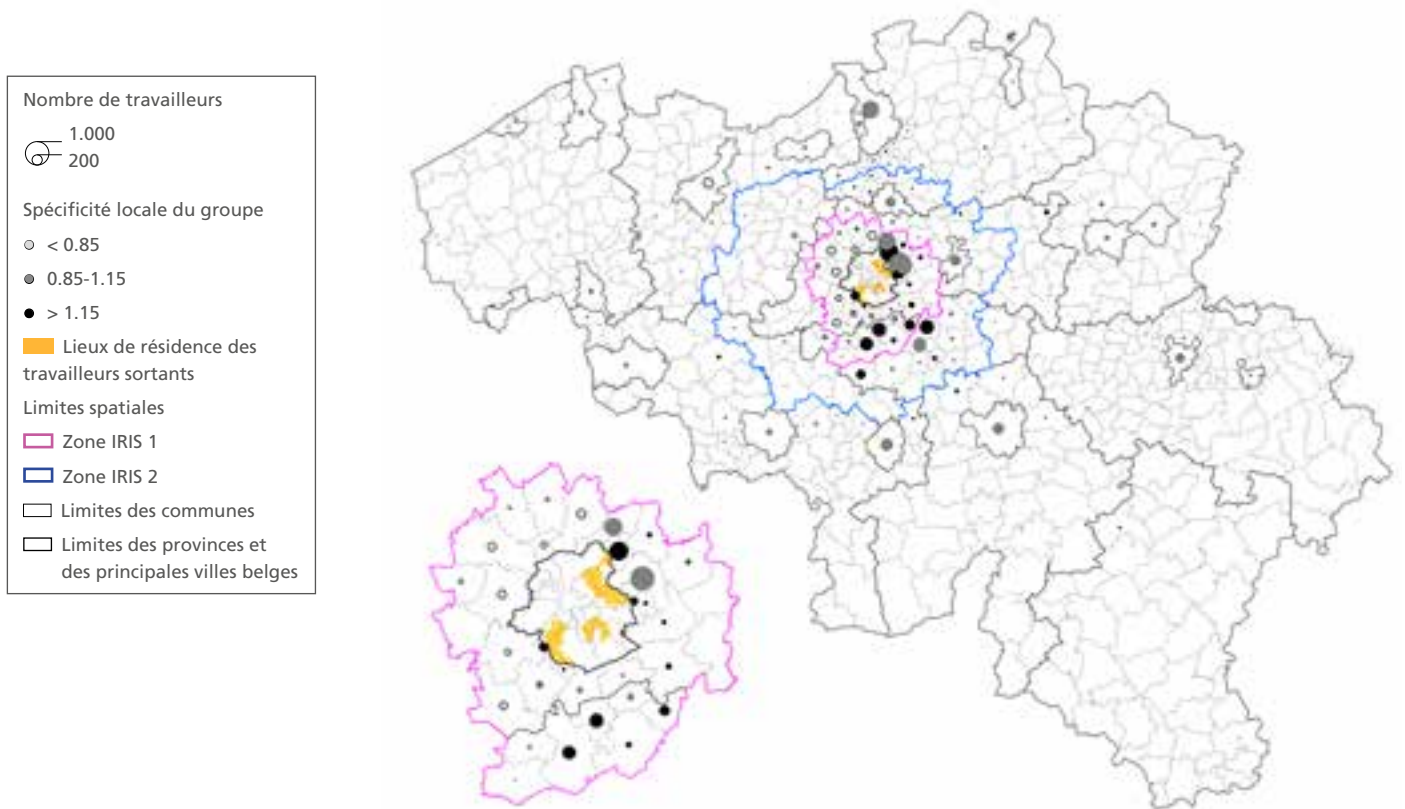 Nombre de travailleurs
1.000
200
Spécificité locale du groupe
< 0.85
0.85-1.15
> 1.15
Lieux de résidence des
travailleurs sortants
Limites spatiales
Zone IRIS 1
Zone IRIS 2
Limites des communes
Limites des provinces et
des principales villes belges